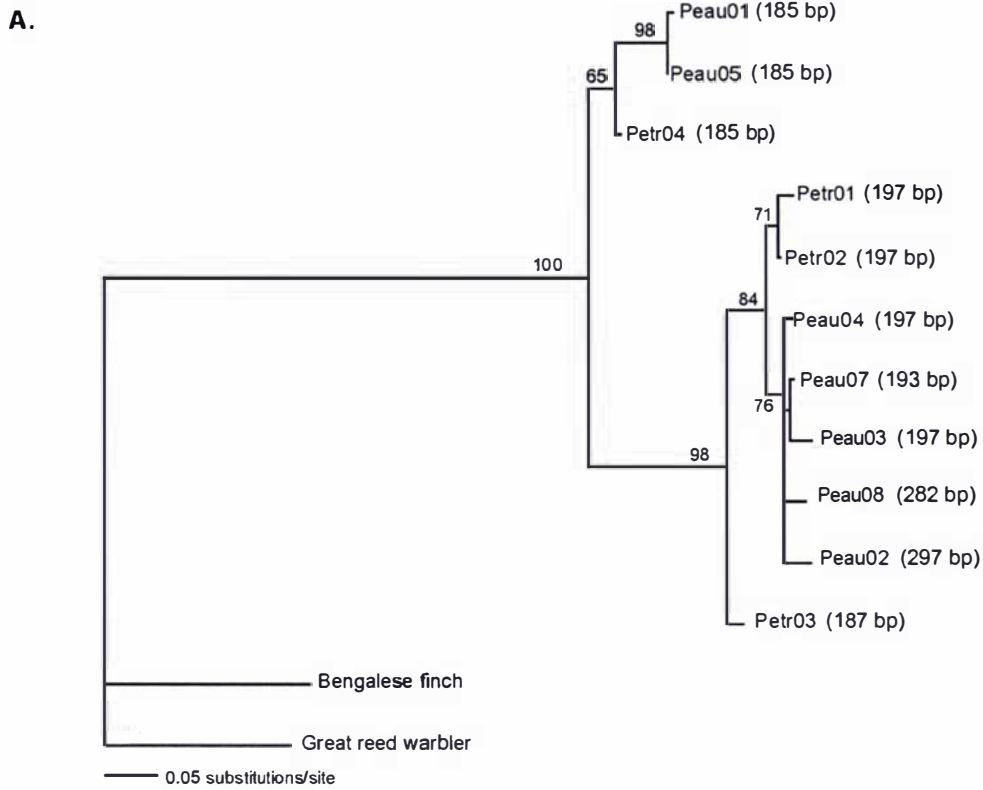 A.
Peau01 (185 bp)
98
65
Peau05 (185 bp)
Petr04 (185 bp)
Petr01 (197 bp)
71
Petr02 (197 bp)
100
84
Peau04 (197 bp)
Peau07 (193 bp)
76
Peau03 (197 bp)
98
Peau08 (282 bp)
Peau02 (297 bp)
Petr03 (187 bp)
Bengalese finch
Great reed warbler
0.05 substitutions/site